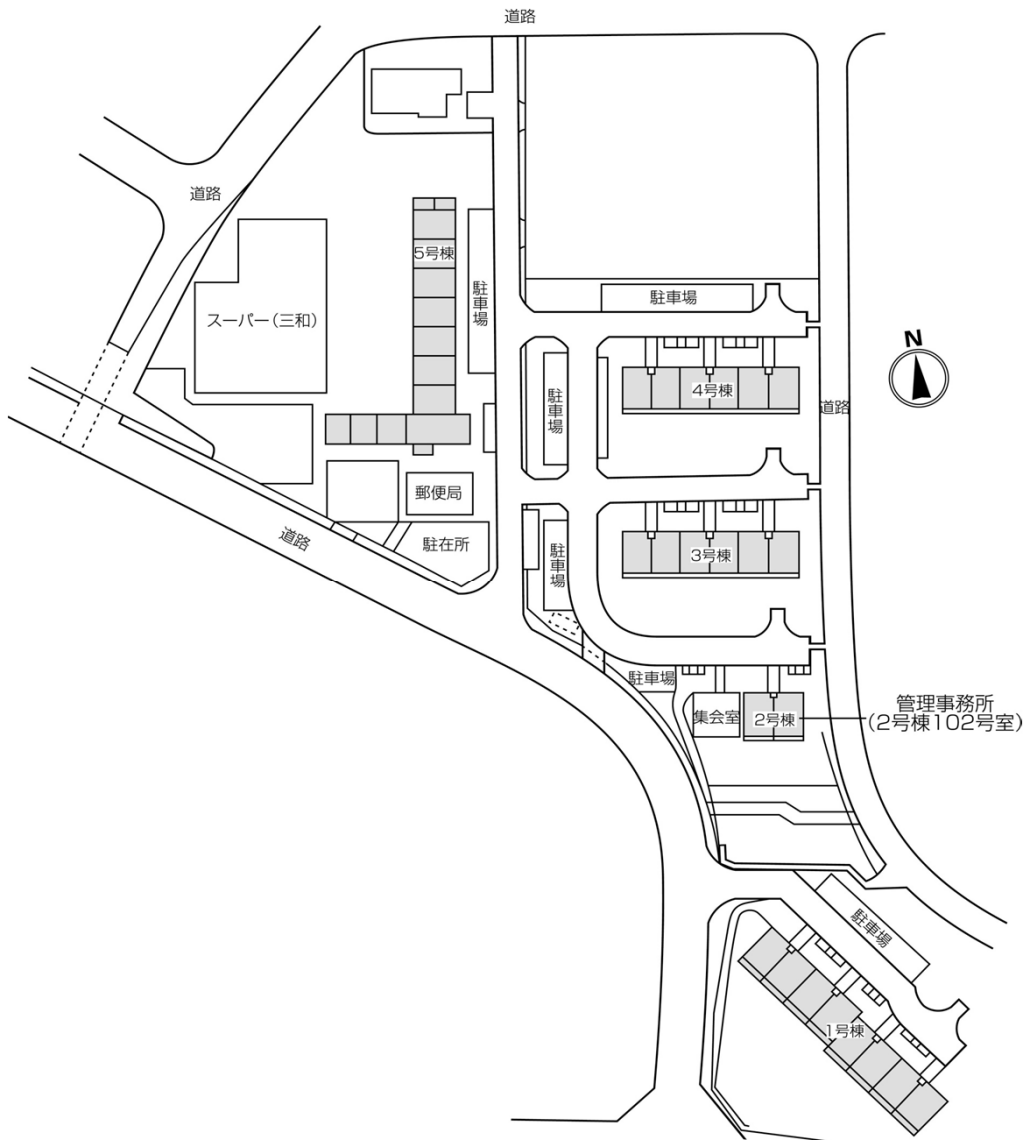 道路
道路
5号棟
駐車場
駐車場
スーパー(三和)
N
4号棟
駐車場
道路
郵便局
道路
駐在所
駐車場
3号棟
駐車場
集会室
2号棟
管理事務所
(2号棟102号室)
駐車場
1号棟